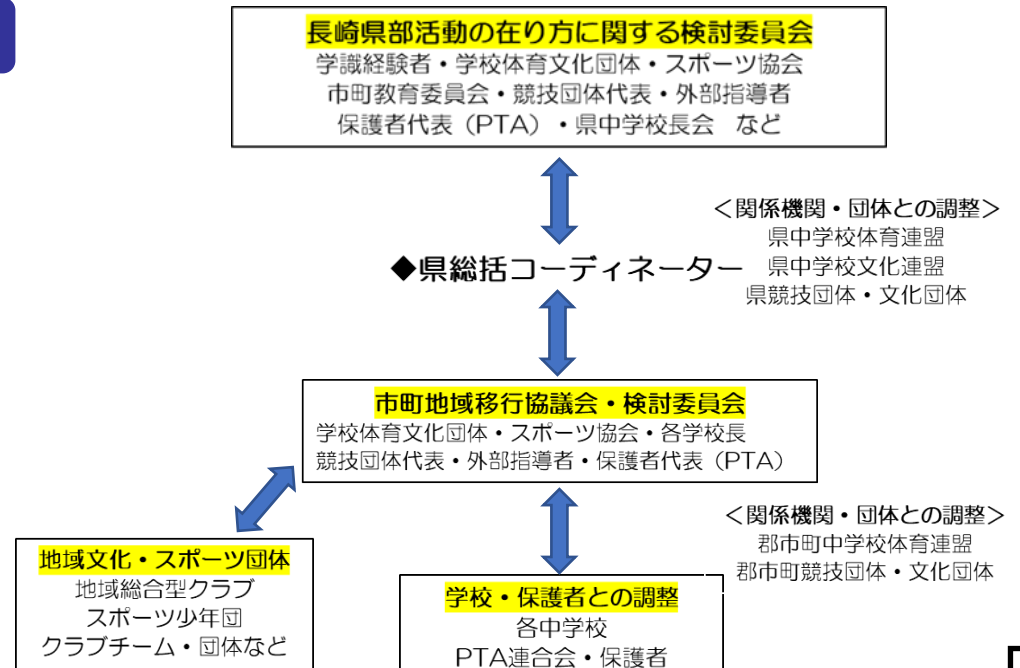 長崎県部活動の在り方に関する検討委員会
学識経験者・学校体育文化団体・スポーツ協会
市町教育委員会・競技団体代表・外部指導者
保護者代表(PTA)・県中学校長会 など
<関係機関・団体との調整>
県中学校体育連盟
◆県総括コーディネーター
県中学校文化連盟
県競技団体・文化団体
市町地域移行協議会・検討委員会
学校体育文化団体・スポーツ協会・各学校長
競技団体代表・外部指導者・保護者代表(PTA)
<関係機関・団体との調整>
郡市町中学校体育連盟
郡市町競技団体・文化団体
地域文化・スポーツ団体
地域総合型クラブ
スポーツ少年団
クラブチーム・団体など
学校・保護者との調整
各中学校
PTA連合会・保護者